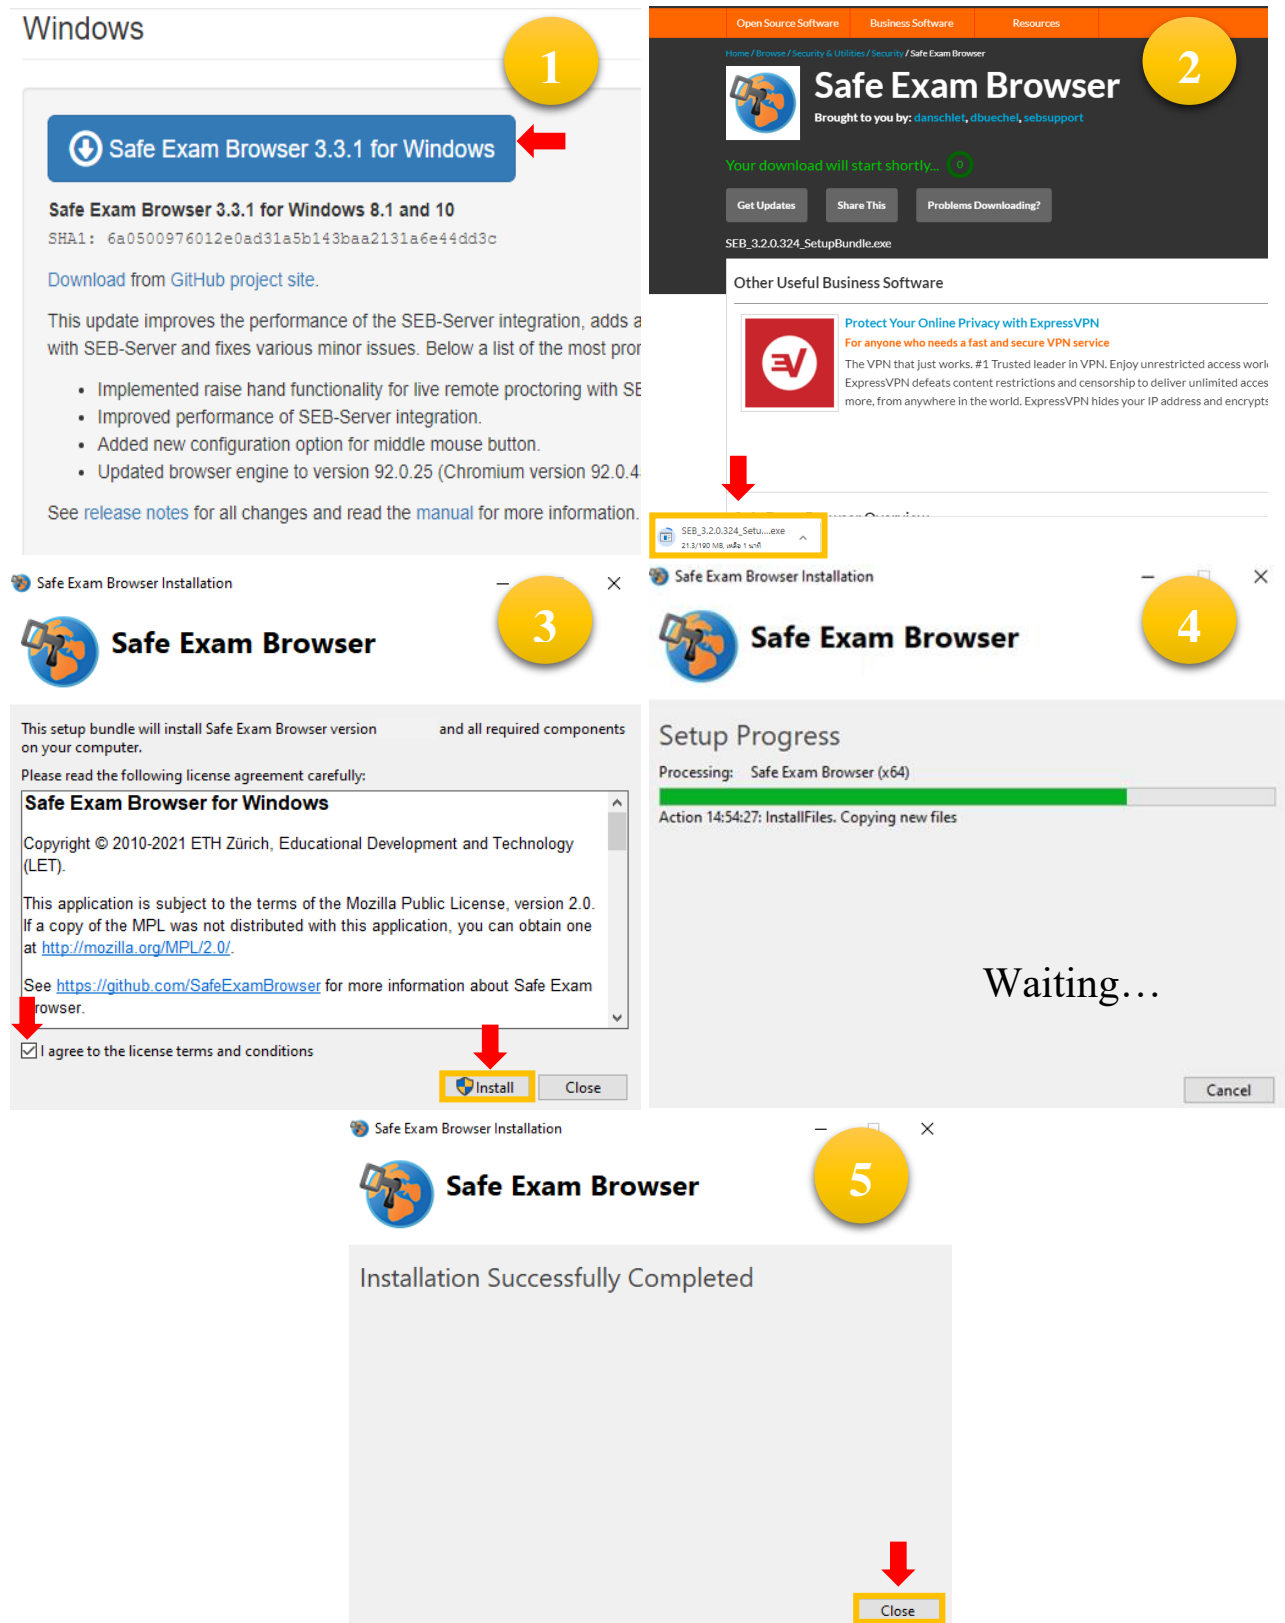 Windows
1
Safe Exam Browser 3.3.1 for Windows
Safe Exam Browser 3.3.1 for Windows 8.1 and 10
SHA1: 6a0500976012e0ad31a5b143baa2131a6e44dd3c
Download from GitHub project site.
This update improves the performance of the SEB-Server integration, adds a
with SEB-Server and fixes various minor issues. Below a list of the most pror
• Implemented raise hand functionality for live remote proctoring with SE
• Improved performance of SEB-Server integration.
• Added new configuration option for middle mouse button.
• Updated browser engine to version 92.0.25 (Chromium version 92.0.4
See release notes for all changes and read the manual for more information.
Open Source Software Business Software Resources
2
Home / Browse / Security & Utilities / Security / Safe Exam Browser
Safe Exam Browser
Brought to you by: danschlet, dbuechel, sebsupport
Your download will start shortly... 0
Get Updates Share This Problems Downloading?
SEB_3.2.0.324_SetupBundle.exe
Other Useful Business Software
Protect Your Online Privacy with ExpressVPN
For anyone who needs a fast and secure VPN service
The VPN that just works. #1 Trusted leader in VPN. Enjoy unrestricted access worl
ExpressVPN defeats content restrictions and censorship to deliver unlimited acces
more, from anywhere in the world. ExpressVPN hides your IP address and encrypts
SEB_3.2.0.324_Setu....exe
21.3/190 MB, เหลือ 1 นาที
Safe Exam Browser Installation
3
Safe Exam Browser
This setup bundle will install Safe Exam Browser version and all required components
on your computer.
Please read the following license agreement carefully:
Safe Exam Browser for Windows
Copyright © 2010-2021 ETH Zürich, Educational Development and Technology
(LET).
This application is subject to the terms of the Mozilla Public License, version 2.0.
If a copy of the MPL was not distributed with this application, you can obtain one
at http://mozilla.org/MPL/2.0/.
See https://github.com/SafeExamBrowser for more information about Safe Exam
rowser.
I agree to the license terms and conditions
Install Close
Safe Exam Browser Installation
4
Safe Exam Browser
Setup Progress
Processing: Safe Exam Browser (x64)
Action 14:54:27: InstallFiles. Copying new files
Waiting…
Cancel
Safe Exam Browser Installation
5
Safe Exam Browser
Installation Successfully Completed
Close